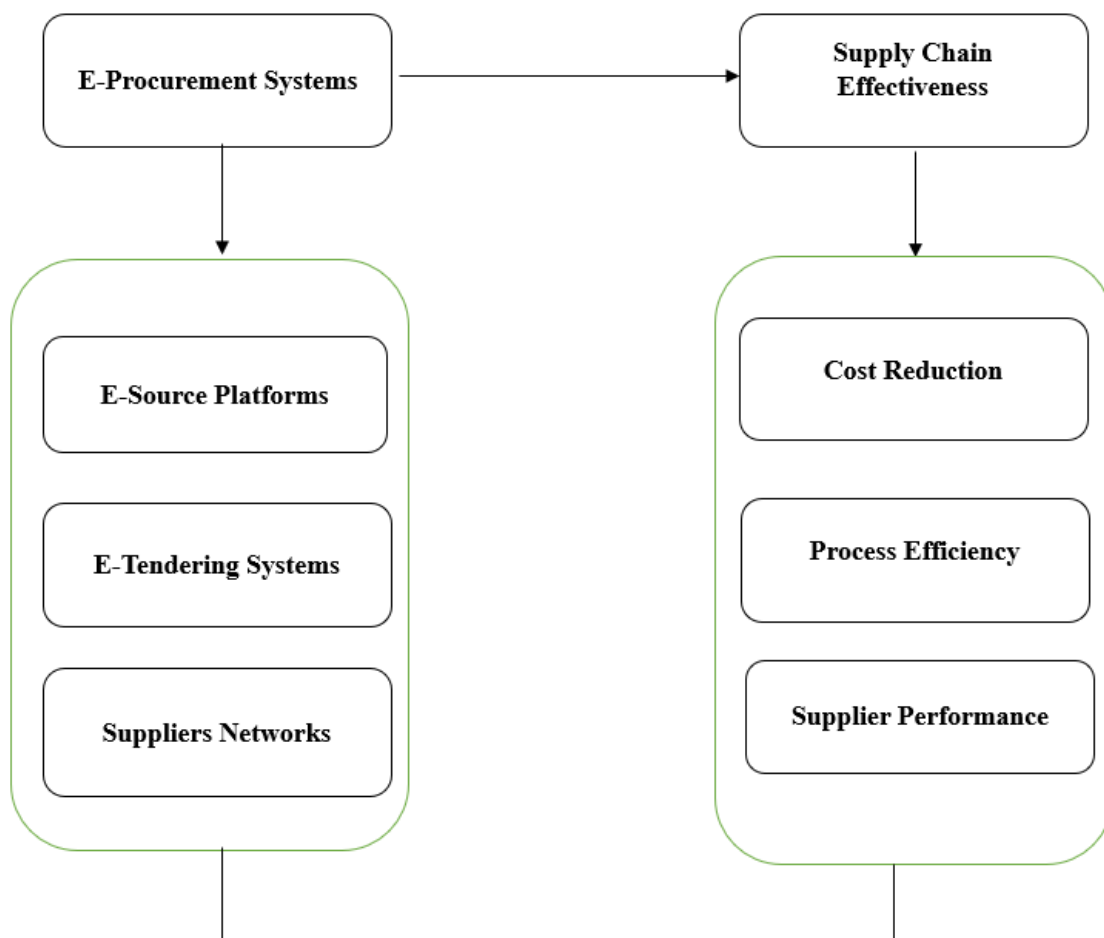 E-Procurement Systems
Supply Chain
Effectiveness
E-Source Platforms
E-Tendering Systems
Suppliers Networks
Cost Reduction
Process Efficiency
Supplier Performance